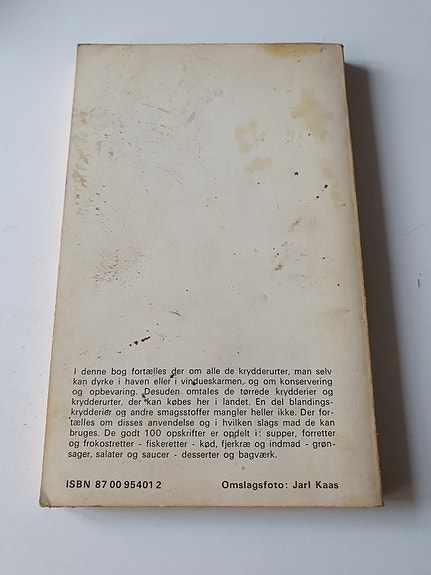 I denne bog fortælles der om alle de krydderurter, man selv
kan dyrke i haven eller i vindueskarmen, og om konservering
og opbevaring. Desuden omtales de tørrede krydderier og
krydderurter, der kan købes her i landet. En del blandings-
krydderier og andre smagsstoffer mangler heller ikke. Der for-
tælles om disses anvendelse og i hvilken slags mad de kan
bruges. De godt 100 opskrifter er opdelt i: supper, forretter
og frokostretter - fiskeretter - kød, fjerkræ og indmad - grøn-
sager, salater og saucer - desserter og bagværk.
ISBN 87 00 95401 2 Omslagsfoto: Jarl Kaas